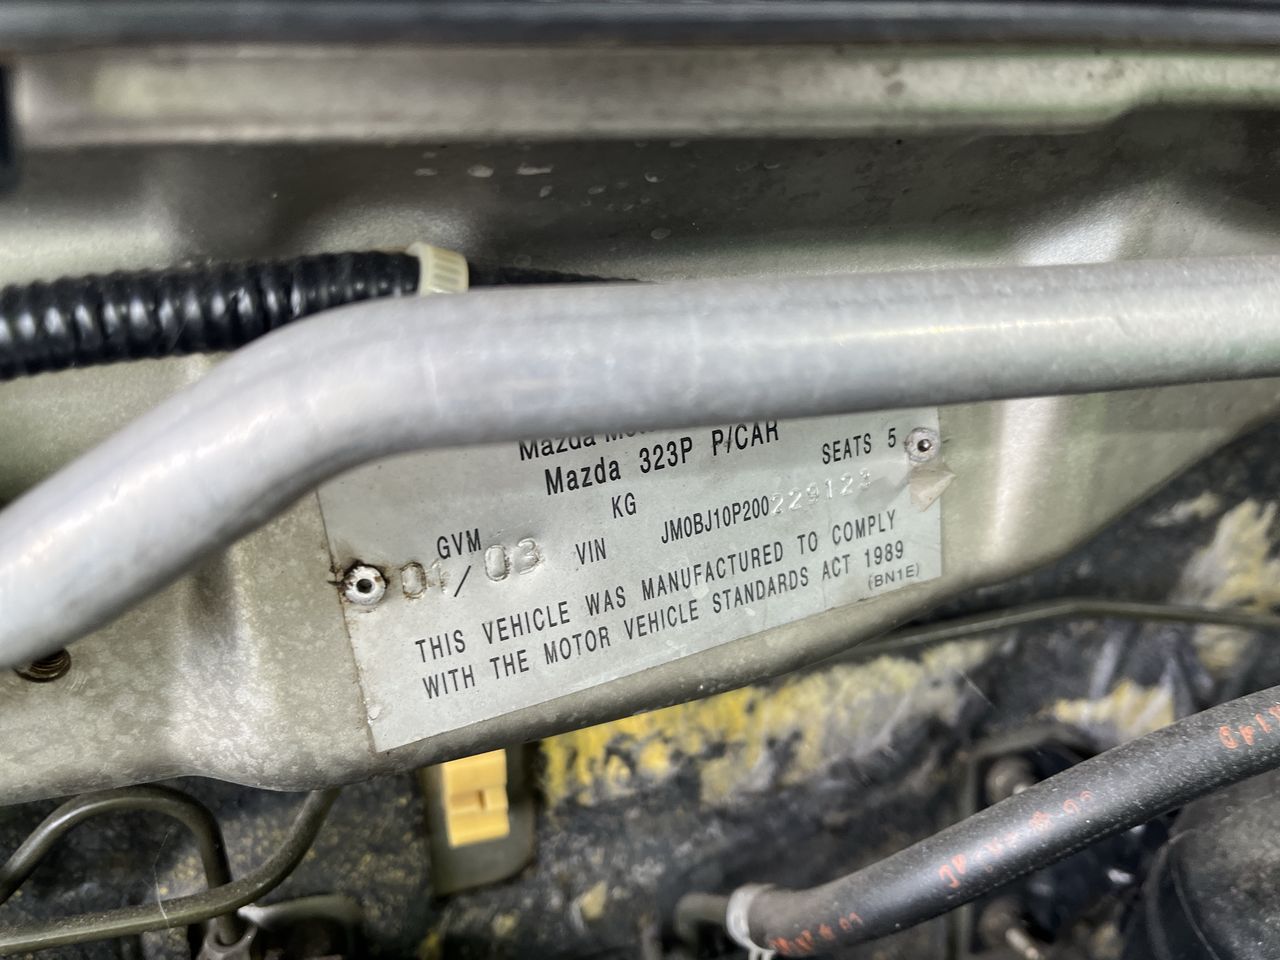 Mazda
Mazda 323P P/CAR
SEATS 5
KG
GVM
VIN JM0BJ10P200229123
01/03
THIS VEHICLE WAS MANUFACTURED TO COMPLY
WITH THE MOTOR VEHICLE STANDARDS ACT 1989
(BN1E)